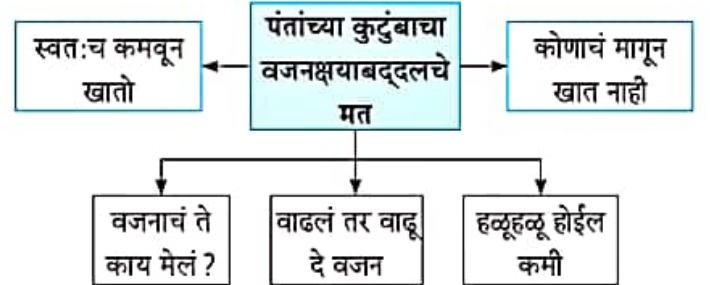 पंतांच्या कुटुंबाचा
वजनक्षयाबद्दलचे
मत
स्वत:च कमवून
खातो
कोणाचं मागून
खात नाही
वजनाचं ते
काय मेलं ?
वाढलं तर वाढू
दे वजन
हळूहळू होईल
कमी